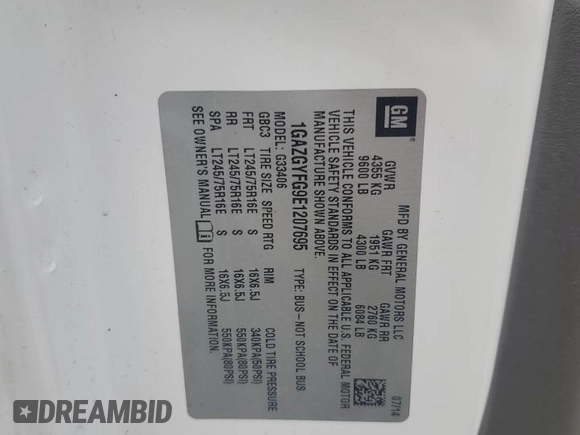 GM
MFD BY GENERAL MOTORS LLC 07/14
GVWR GAWR FRT GAWR RR
4355 KG 1951 KG 2760 KG
9600 LB 4300 LB 6084 LB
THIS VEHICLE CONFORMS TO ALL APPLICABLE U.S. FEDERAL MOTOR
VEHICLE SAFETY STANDARDS IN EFFECT ON THE DATE OF
MANUFACTURE SHOWN ABOVE.
1GAZGYFG9E1207695 TYPE: BUS-NOT SCHOOL BUS
MODEL: G33406
GBC3 TIRE SIZE SPEED RTG RIM COLD TIRE PRESSURE
FRT LT245/75R16E S 16X6.5J 340KPA(50PSI)
RR LT245/75R16E S 16X6.5J 550KPA(80PSI)
SPA LT245/75R16E S 16X6.5J 550KPA(80PSI)
SEE OWNER'S MANUAL FOR MORE INFORMATION
DREAMBID